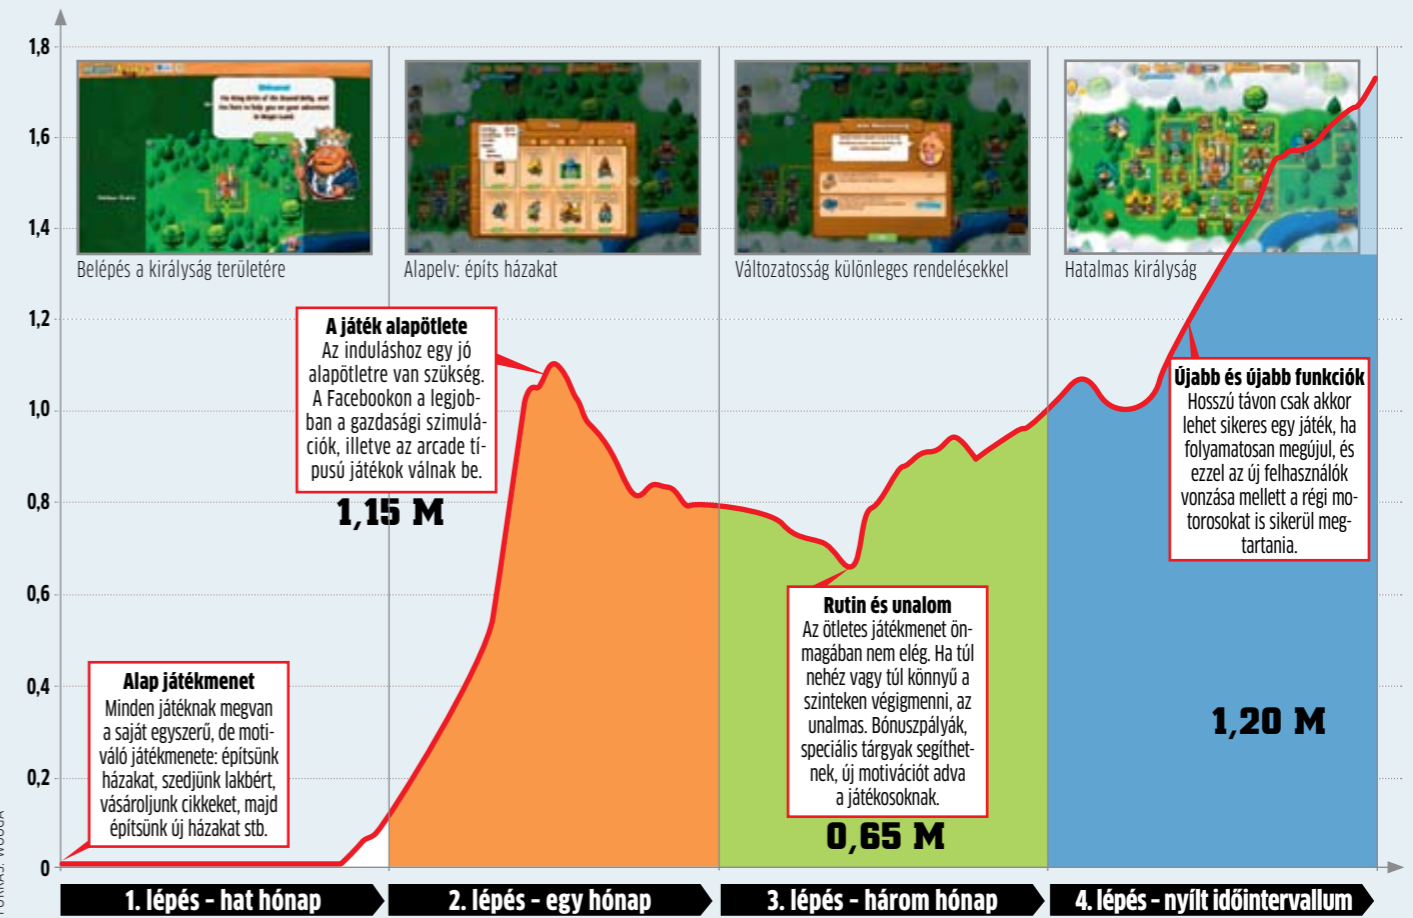 1,8
1,6
1,4
1,2
1,0
0,8
0,6
0,4
0,2
0
Belépés a királyság területére
Alapelv: építs házakat
Változatosság különleges rendelésekkel
Hatalmas királyság
A játék alapötlete
Az induláshoz egy jó
alapötletre van szükség.
A Facebookon a legjob-
ban a gazdasági szimulá-
ciók, illetve az arcade tí-
pusú játékok válnak be.
1,15 M
Újabb és újabb funkciók
Hosszú távon csak akkor
lehet sikeres egy játék, ha
folyamatosan megújul, és
ezzel az új felhasználók
vonzása mellett a régi mo-
torosokat is sikerül meg-
tartania.
Rutin és unalom
Az ötletes játékmenet ön-
magában nem elég. Ha túl
nehéz vagy túl könnyű a
szinteken végigmenni, az
unalmas. Bónuszpályák,
speciális tárgyak segíthet-
nek, új motivációt adva
a játékosoknak.
0,65 M
Alap játékmenet
Minden játéknak megvan
a saját egyszerű, de moti-
váló játékmenete: építsünk
házakat, szedjünk lakbért,
vásároljunk cikkeket, majd
építsünk új házakat stb.
1,20 M
1. lépés – hat hónap
2. lépés – egy hónap
3. lépés – három hónap
4. lépés – nyílt időintervallum